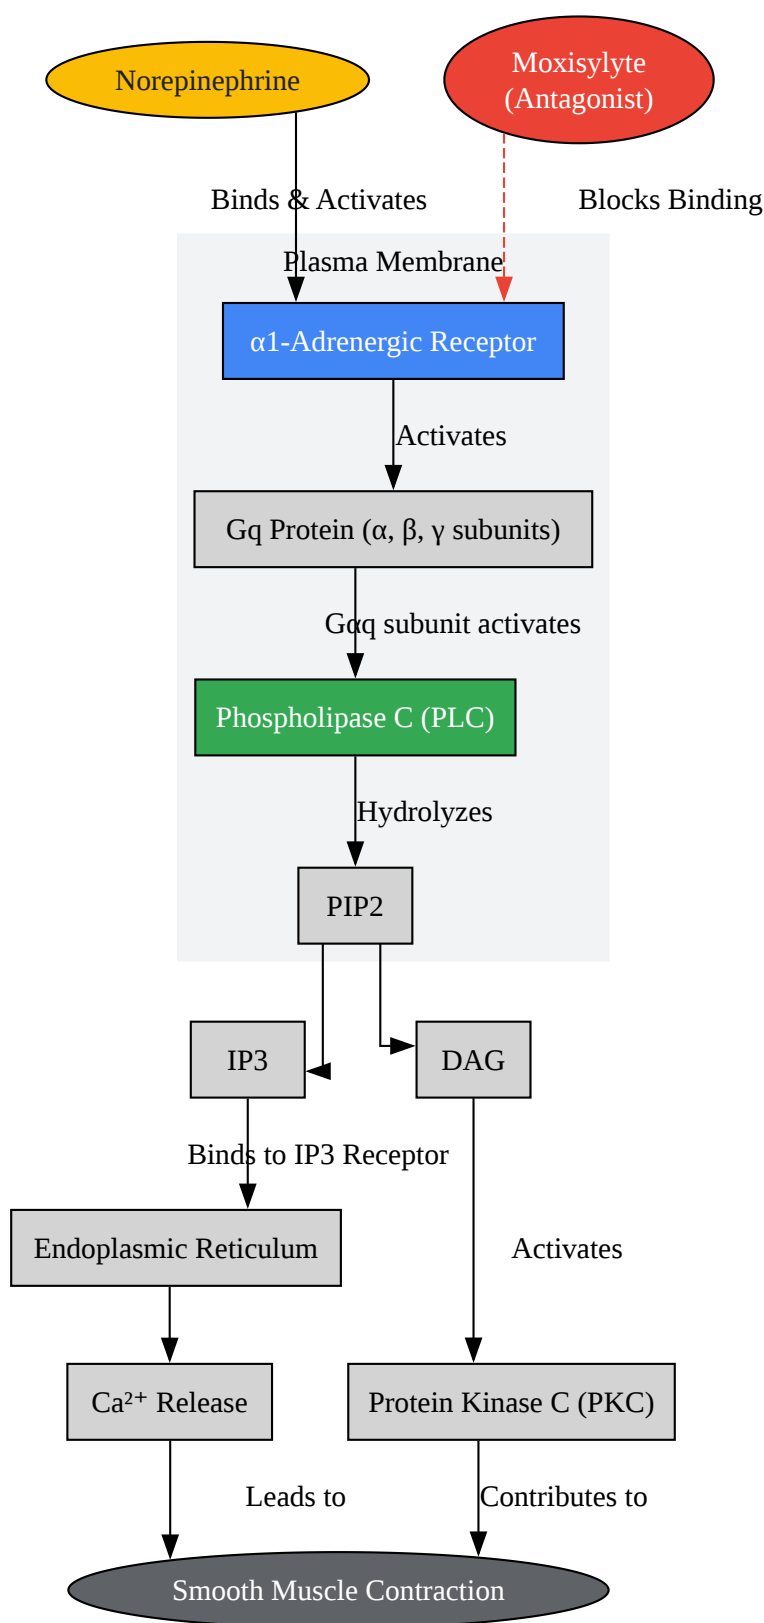 Norepinephrine
Moxisylyte
(Antagonist)
Binds & Activates
Blocks Binding
Plasma Membrane
α1-Adrenergic Receptor
Activates
Gq Protein (α, β, γ subunits)
Gαq subunit activates
Phospholipase C (PLC)
Hydrolyzes
PIP2
IP3
DAG
Binds to IP3 Receptor
Endoplasmic Reticulum
Activates
Ca²⁺ Release
Protein Kinase C (PKC)
Leads to
Contributes to
Smooth Muscle Contraction